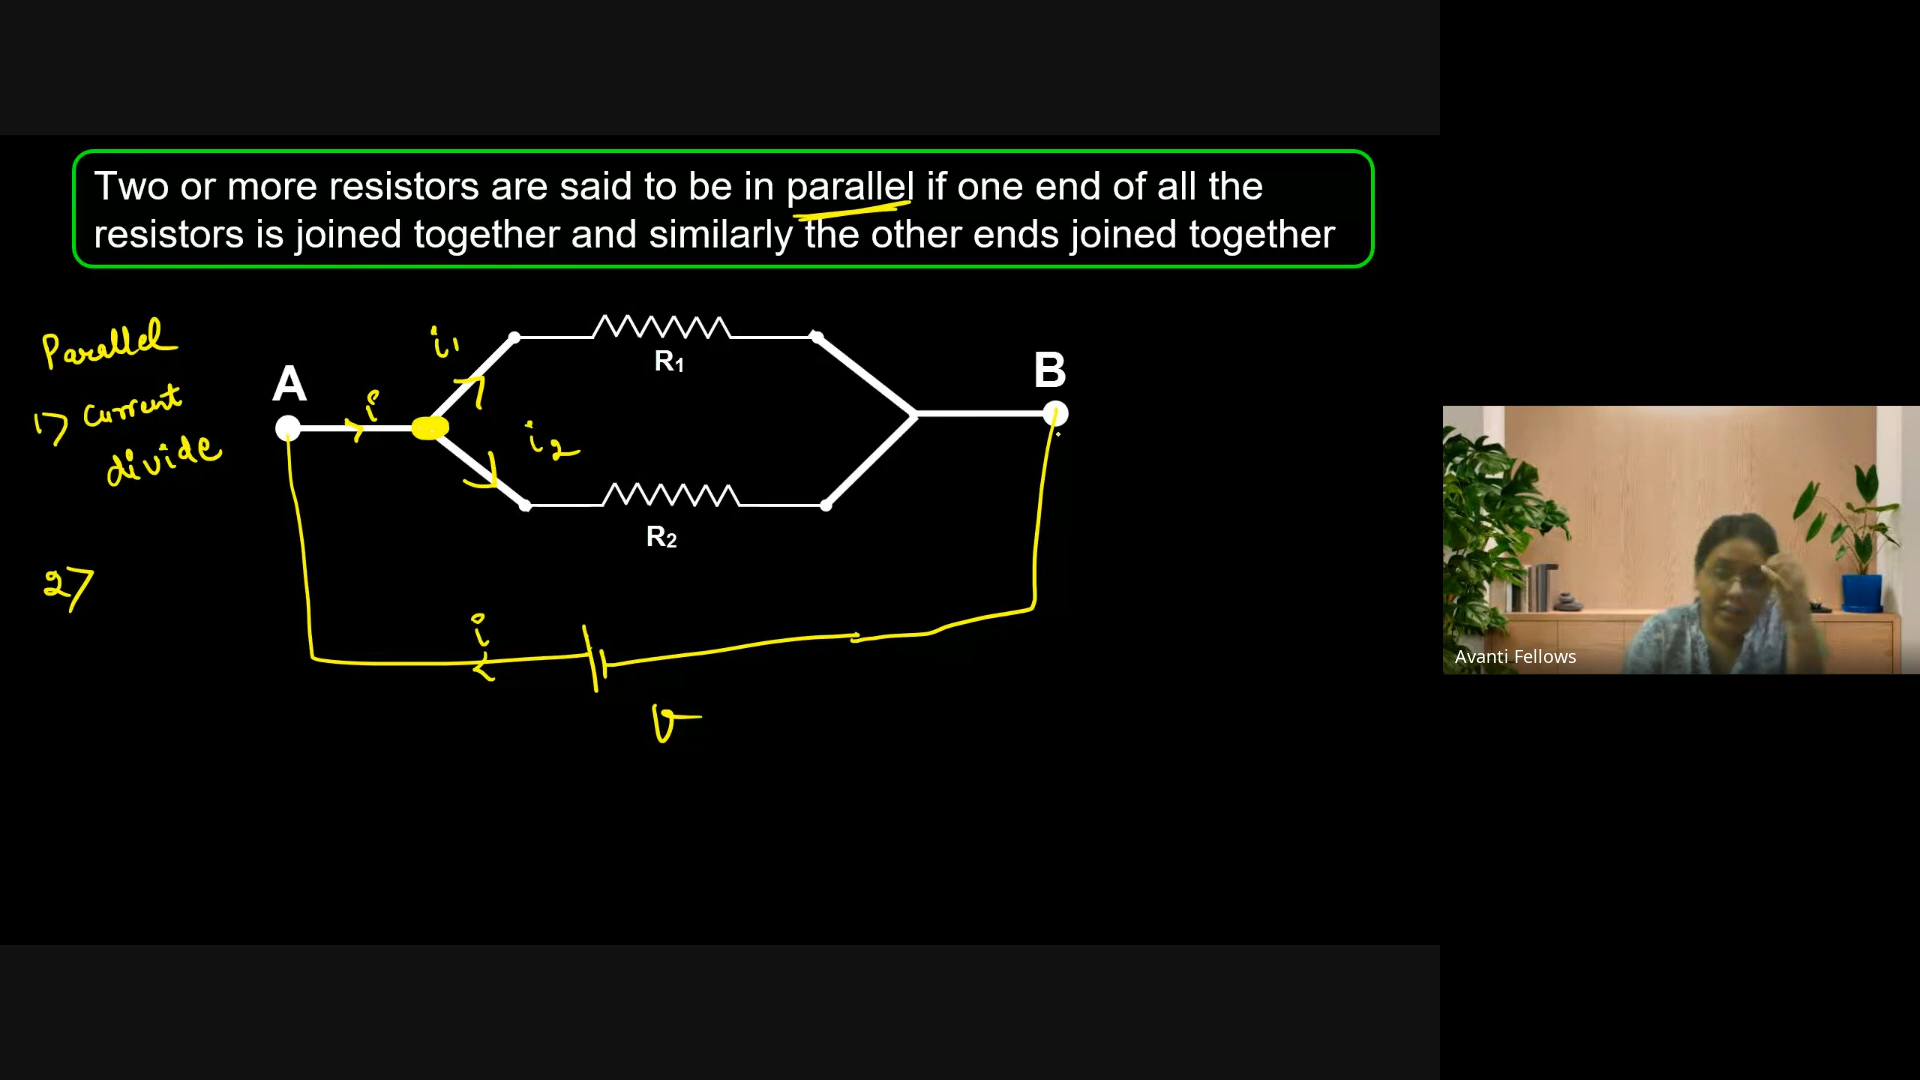 Two or more resistors are said to be in parallel if one end of all the
resistors is joined together and similarly the other ends joined together
Parallel
1) Current
divide
2)
A
i
i1
i2
R1
R2
B
i
V
Avanti Fellows